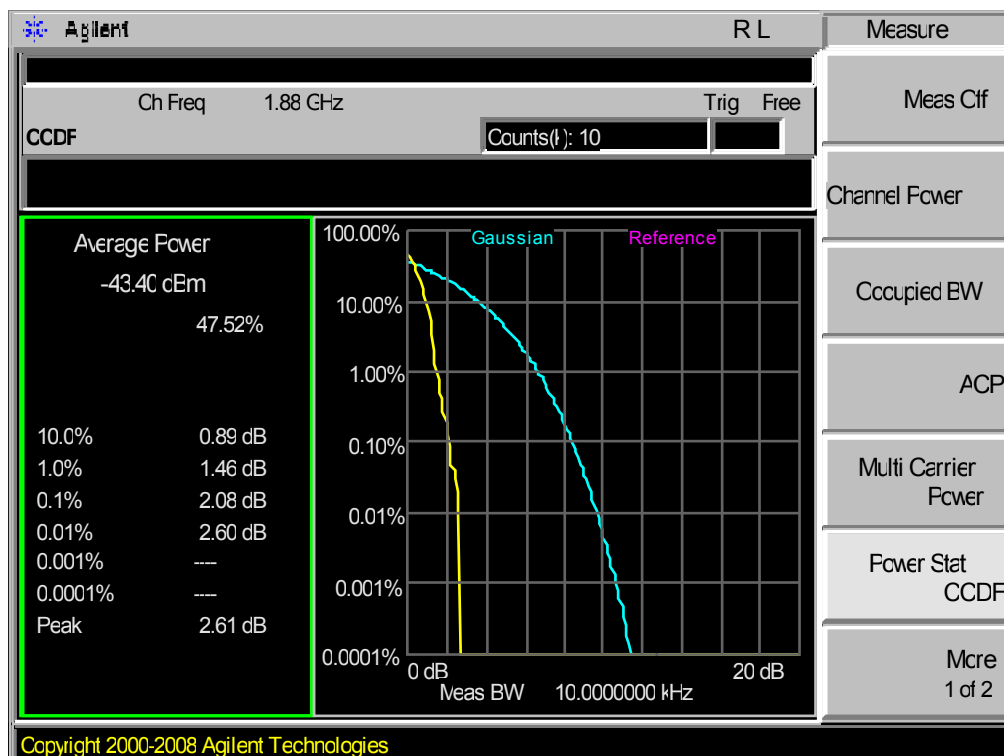 Agilent R L
Ch Freq 1.88 GHz Trig Free
CCDF
Counts(k): 10
Average Power
-43.40 dBm
47.52%
10.0% 0.89 dB
1.0% 1.46 dB
0.1% 2.08 dB
0.01% 2.60 dB
0.001% ----
0.0001% ----
Peak 2.61 dB
Gaussian Reference
100.00%
10.00%
1.00%
0.10%
0.01%
0.001%
0.0001%
0 dB 20 dB
Meas BW 10.0000000 kHz
Measure
Meas Off
Channel Power
Occupied BW
ACP
Multi Carrier
Power
Power Stat
CCDF
More
1 of 2
Copyright 2000-2008 Agilent Technologies